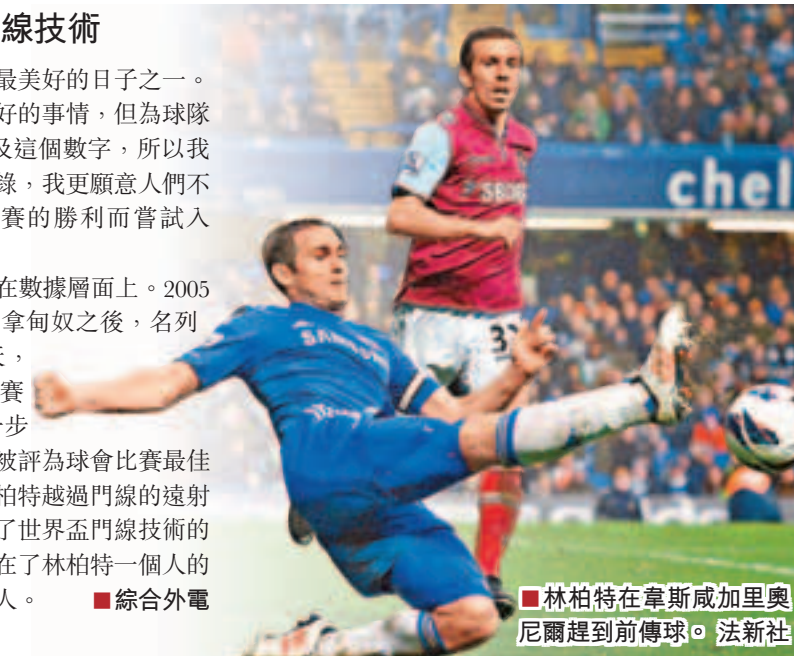 線技術
最美好的日子之一。
好的事情，但為球隊
及這個數字，所以我
錄，我更願意人們不
賽的勝利而嘗試入
在數據層面上。2005
拿甸奴之後，名列
天，
賽
步
被評為球會比賽最佳
柏特越過門線的遠射
了世界盃門線技術的
在了林柏特一個人的
人。 ■綜合外電
chel
SBOBE
SAMSUNG
■林柏特在韋斯咸加里奧
尼爾趕到前傳球。 法新社